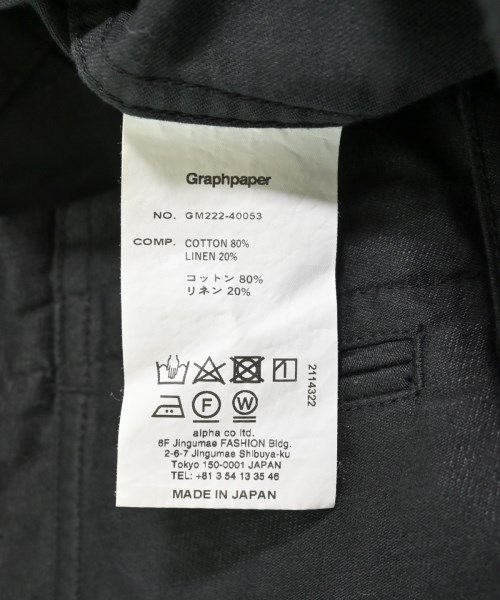 Graphpaper
NO. GM222-40053
COMP. COTTON 80%
LINEN 20%
コットン 80%
リネン 20%
F
W
2114322
alpha co ltd.
6F Jingumae FASHION Bldg.
2-6-7 Jingumae Shibuya-ku
Tokyo 150-0001 JAPAN
TEL: +81 3 54 13 35 46
MADE IN JAPAN